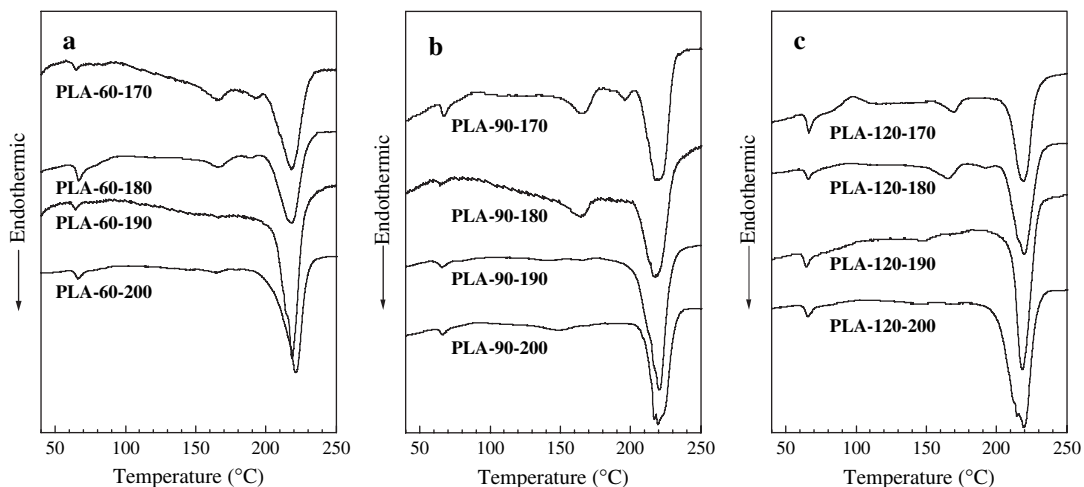 a
PLA-60-170
PLA-60-180
PLA-60-190
PLA-60-200
Endothermic
50 100 150 200 250
Temperature (°C)
b
PLA-90-170
PLA-90-180
PLA-90-190
PLA-90-200
Endothermic
50 100 150 200 250
Temperature (°C)
c
PLA-120-170
PLA-120-180
PLA-120-190
PLA-120-200
Endothermic
50 100 150 200 250
Temperature (°C)